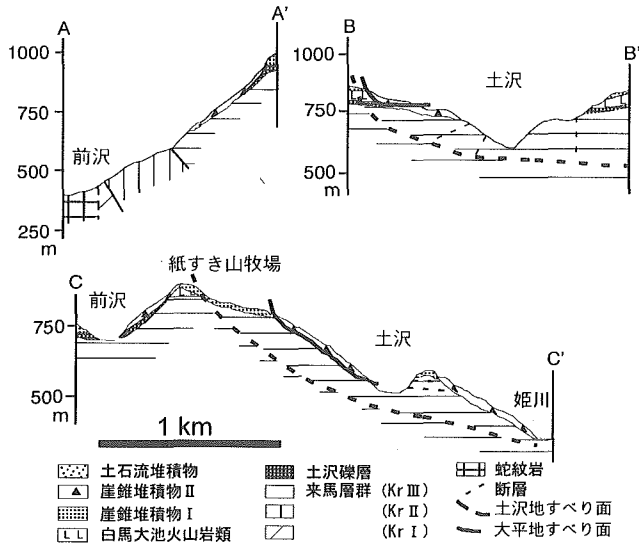 A
A'
1000
750
500
250
m
前沢
B
B'
1000
750
500
m
土沢
紙すき山牧場
C
前沢
750
500
m
土沢
C'
姫川
1 km
土石流堆積物
崖錐堆積物 II
崖錐堆積物 I
白馬大池火山岩類
土沢礫層
来馬層群 (Kr III)
(Kr II)
(Kr I)
蛇紋岩
断層
土沢地すべり面
大平地すべり面